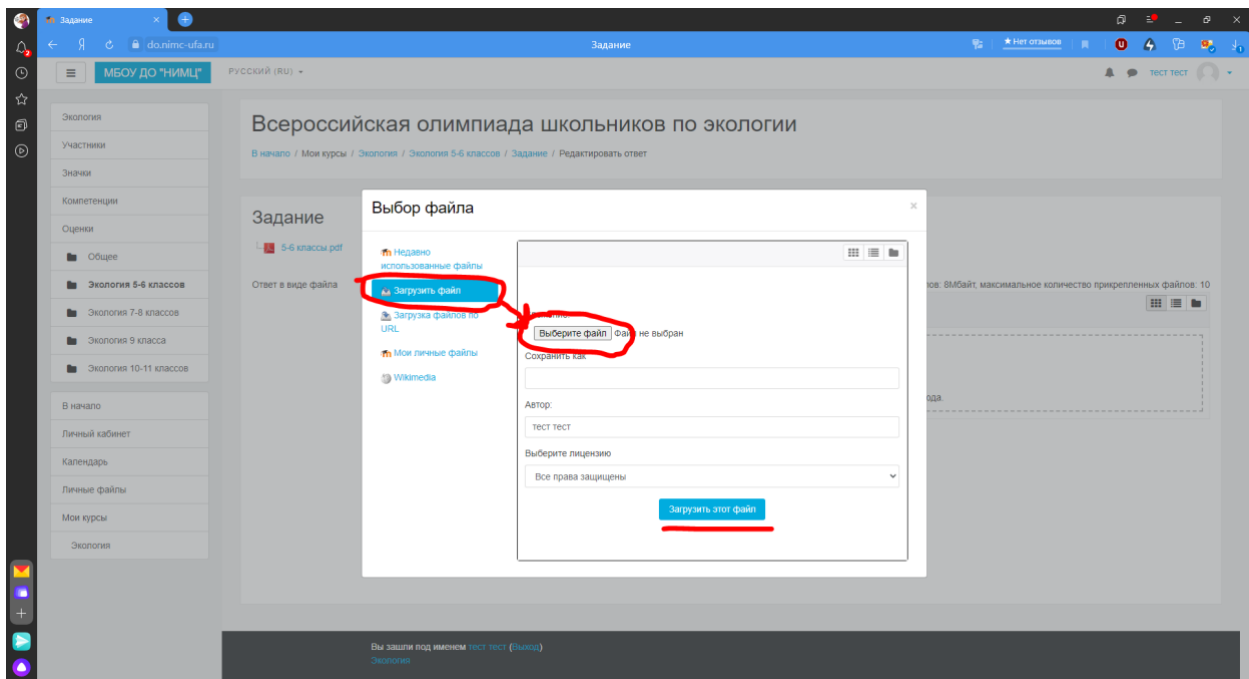 Задание
do.nimc-ufa.ru
Задание
★ Нет отзывов
МБОУ ДО "НИМЦ"
РУССКИЙ (RU)
ТЕСТ ТЕСТ
Экология
Участники
Значки
Компетенции
Оценки
Общее
Экология 5-6 классов
Экология 7-8 классов
Экология 9 класса
Экология 10-11 классов
В начало
Личный кабинет
Календарь
Личные файлы
Мои курсы
Экология
Всероссийская олимпиада школьников по экологии
В начало / Мои курсы / Экология / Экология 5-6 классов / Задание / Редактировать ответ
Задание
5-6 классы.pdf
Ответ в виде файла
8Мбайт, максимальное количество прикрепленных файлов: 10
Выбор файла
Недавно
использованные файлы
Загрузить файл
Загрузка файлов по
URL
Мои личные файлы
Wikimedia
Выберите файл не выбран
Сохранить как
Автор:
тест тест
Выберите лицензию
Все права защищены
Загрузить этот файл
Вы зашли под именем тест тест (Выход)
Экология